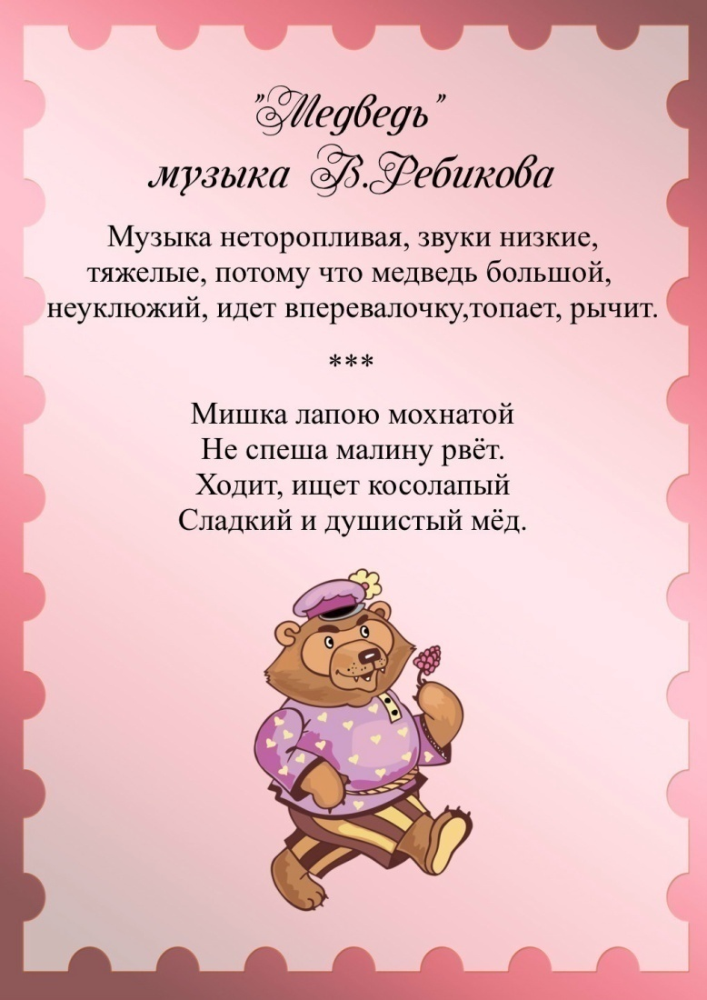 "Медведь"
музыка В.Ребикова
Музыка неторопливая, звуки низкие,
тяжелые, потому что медведь большой,
неуклюжий, идет вперевалочку,топает, рычит.
***
Мишка лапою мохнатой
Не спеша малину рвёт.
Ходит, ищет косолапый
Сладкий и душистый мёд.